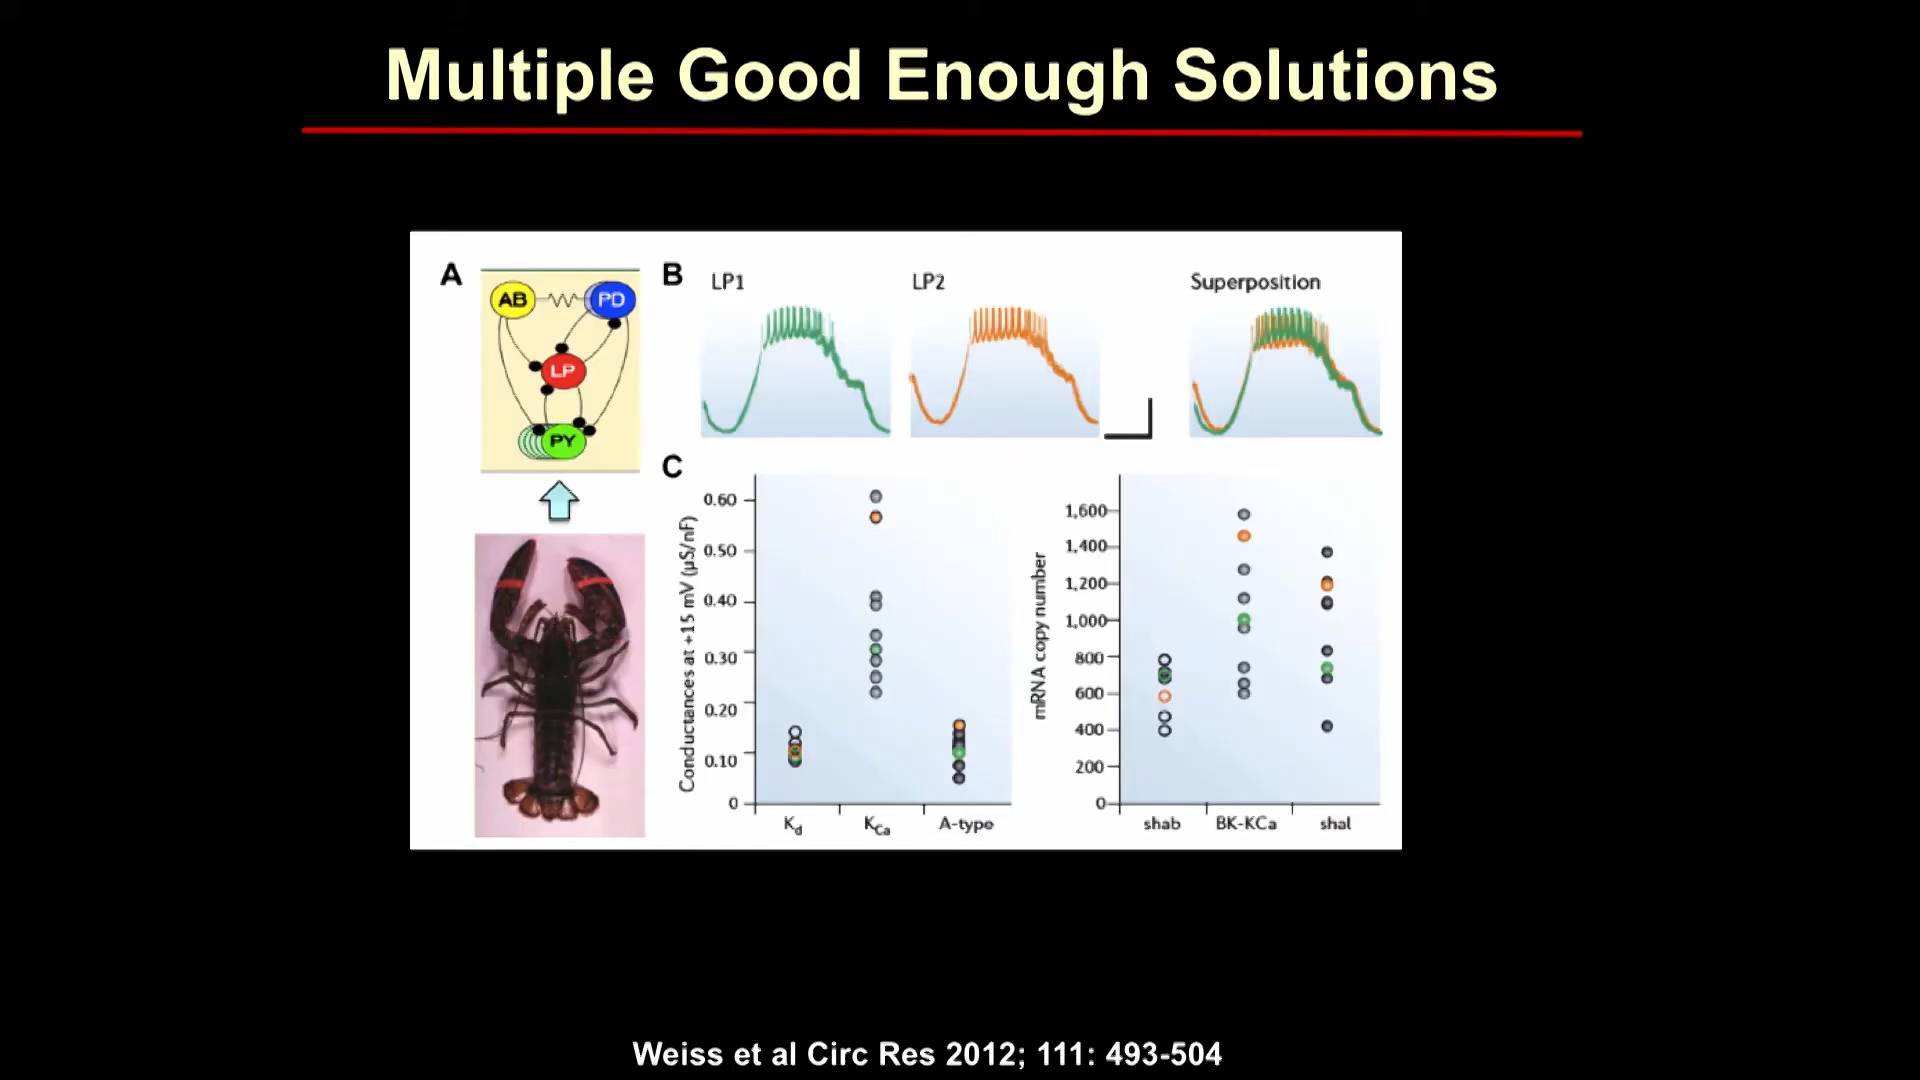 Multiple Good Enough Solutions
A
AB
PD
LP
PY
B
LP1
LP2
Superposition
C
Conductances at +15 mV (µS/nF)
0.60
0.50
0.40
0.30
0.20
0.10
0
Kd
KCa
A-type
mRNA copy number
1,600
1,400
1,200
1,000
800
600
400
200
0
shab
BK-KCa
shal
Weiss et al Circ Res 2012; 111: 493-504